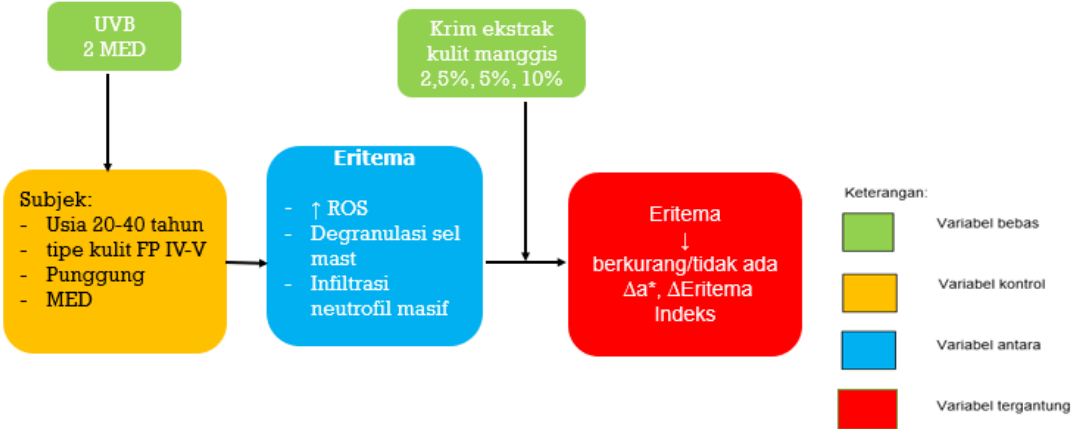 UVB
2 MED
Krim ekstrak
kulit manggis
2,5%, 5%, 10%
Subjek:
- Usia 20-40 tahun
- tipe kulit FP IV-V
- Punggung
- MED
Eritema
- ↑ ROS
- Degranulasi sel
mast
- Infiltrasi
neutrofil masif
Eritema
↓
berkurang/tidak ada
Δa*, ΔEritema
Indeks
Keterangan:
Variabel bebas
Variabel kontrol
Variabel antara
Variabel tergantung